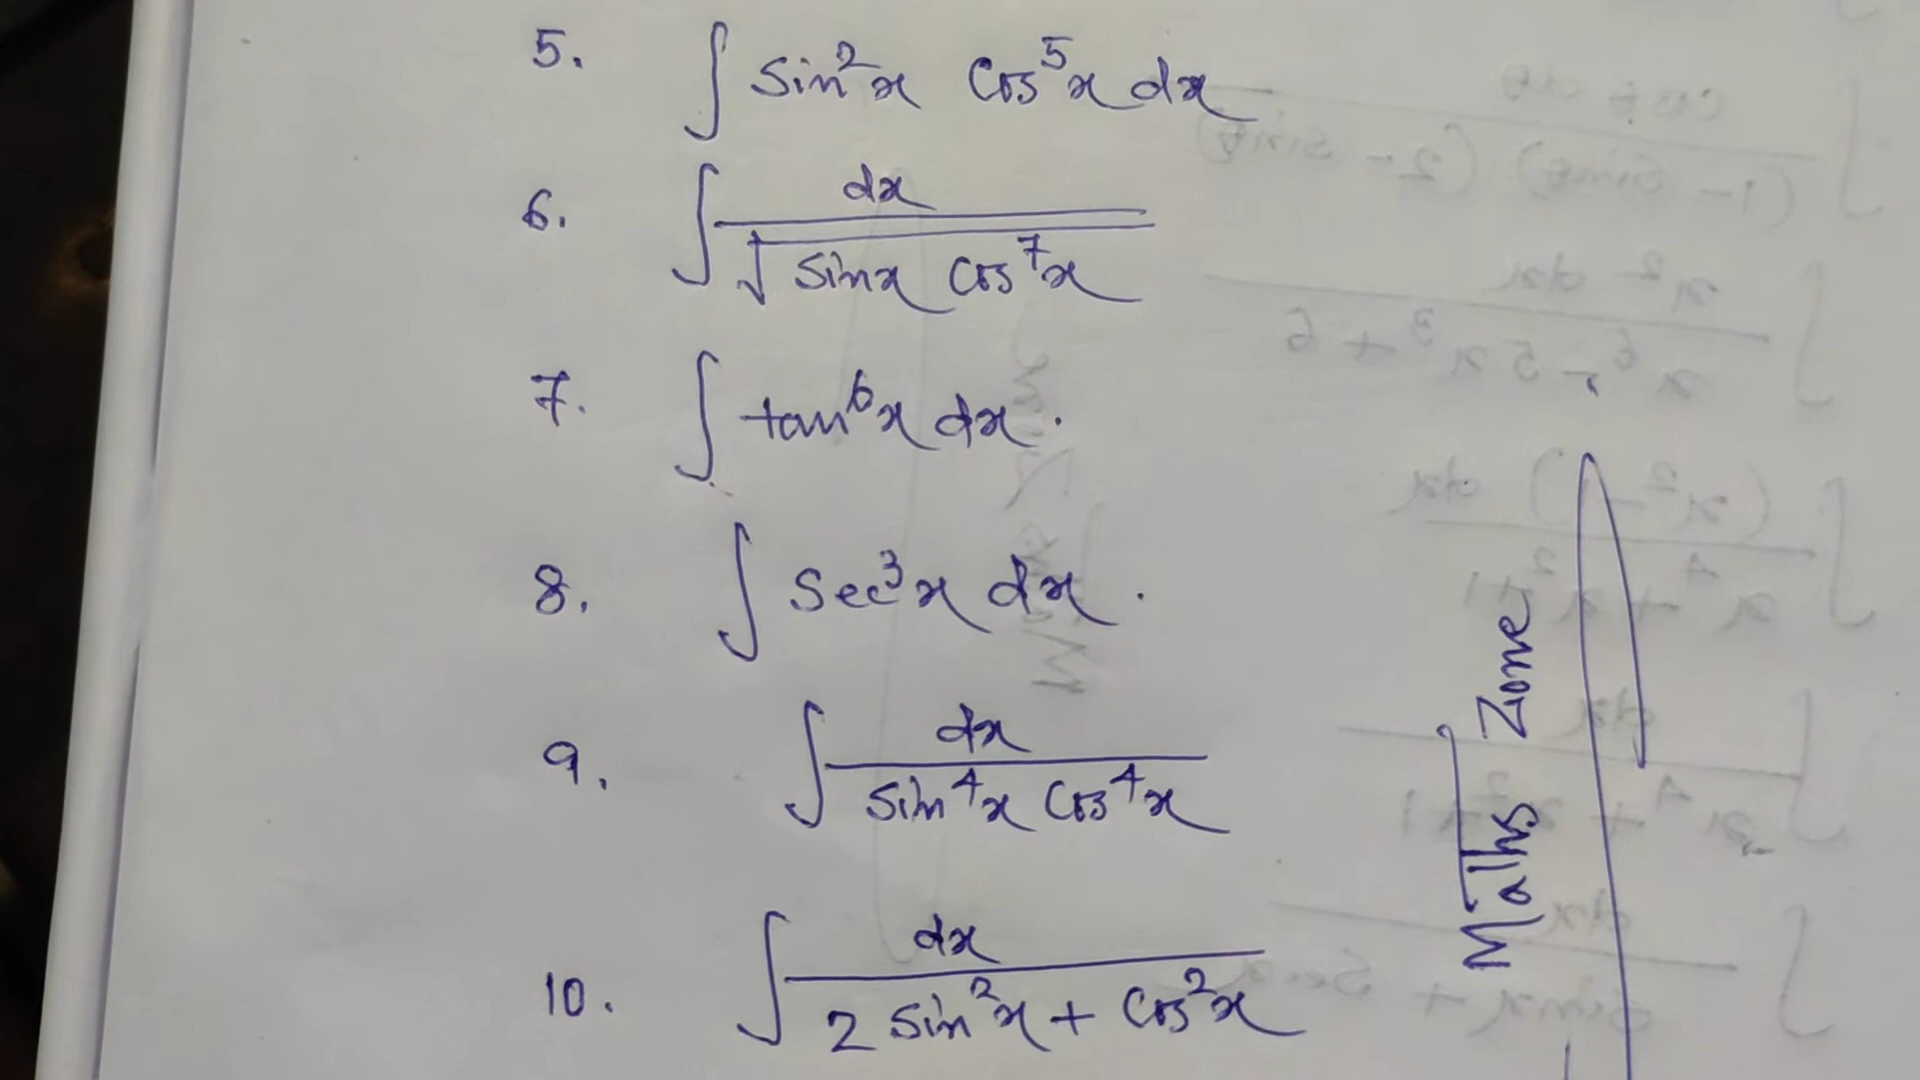 5. ∫ Sin²x Cos⁵x dx
6. ∫ dx / √(Sinx Cos⁷x)
7. ∫ tan⁶x dx.
8. ∫ Sec³x dx.
9. ∫ dx / (Sin⁴x Cos⁴x)
10. ∫ dx / (2 Sin²x + Cos²x)
Maths Zone